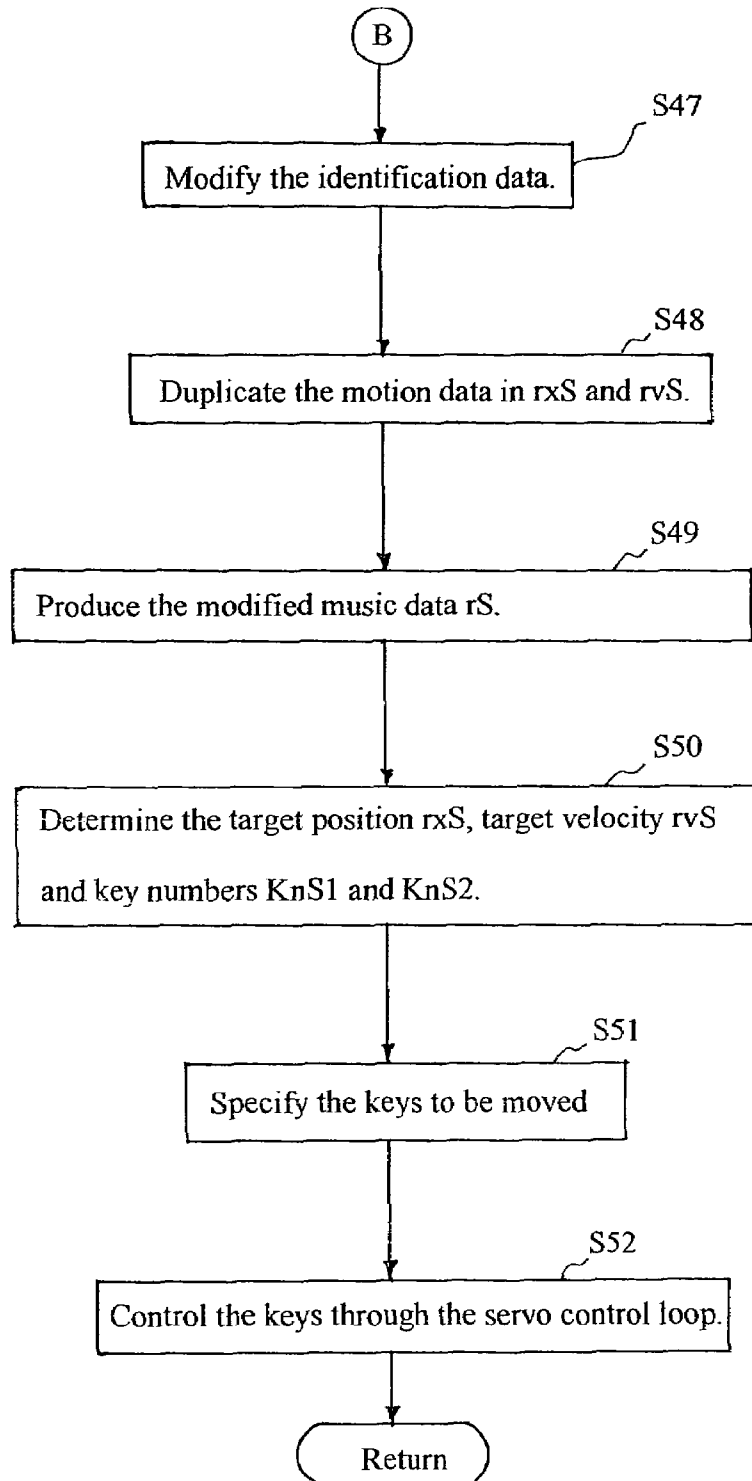 B
S47
Modify the identification data.
S48
Duplicate the motion data in rxS and rvS.
S49
Produce the modified music data rS.
S50
Determine the target position rxS, target velocity rvS
and key numbers KnS1 and KnS2.
S51
Specify the keys to be moved
S52
Control the keys through the servo control loop.
Return